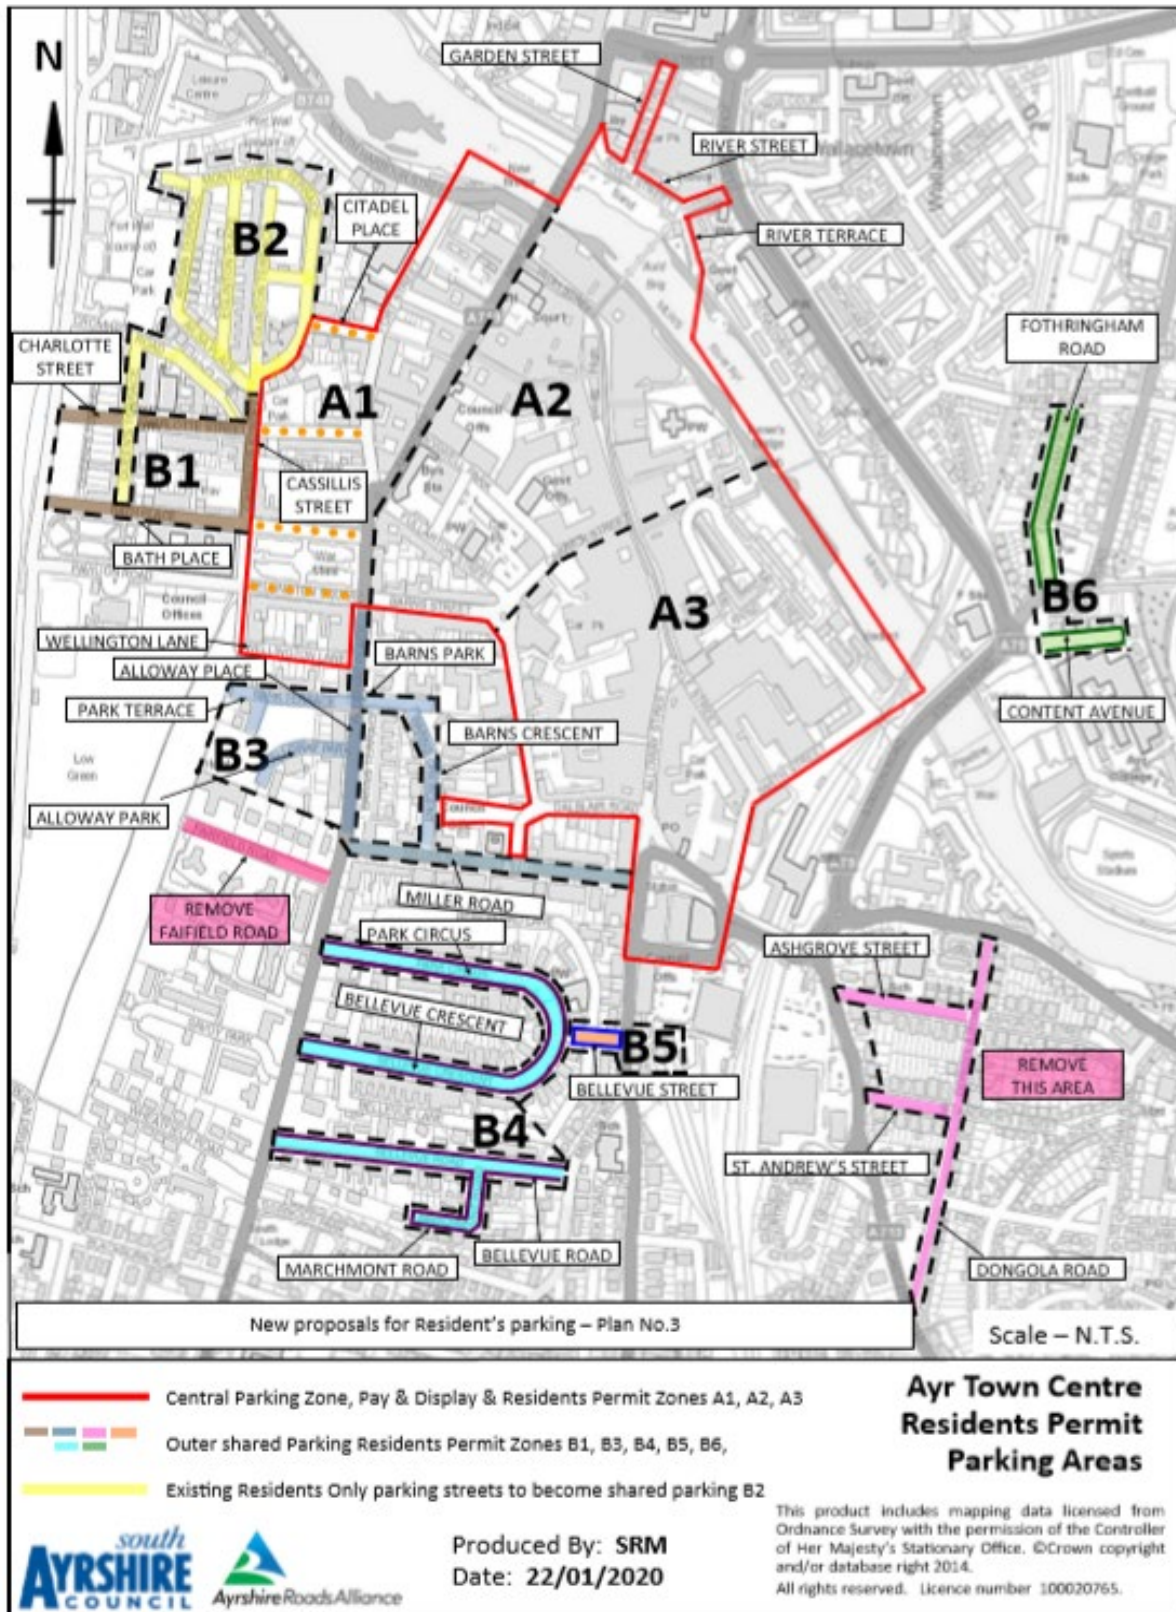 N
GARDEN STREET
RIVER STREET
Wallacetown
B2
CITADEL
PLACE
RIVER TERRACE
CHARLOTTE
STREET
FOTHRINGHAM
ROAD
A1
A2
B1
CASSILLIS
STREET
BATH PLACE
Council
Offices
A3
B6
WELLINGTON LANE
ALLOWAY PLACE
BARNS PARK
PARK TERRACE
CONTENT AVENUE
BARNS CRESCENT
B3
Low
Green
ALLOWAY PARK
REMOVE
FAIFIELD ROAD
MILLER ROAD
PARK CIRCUS
ASHGROVE STREET
BELLEVUE CRESCENT
B5
REMOVE
THIS AREA
BELLEVUE STREET
B4
ST. ANDREW'S STREET
BELLEVUE ROAD
MARCHMONT ROAD
DONGOLA ROAD
New proposals for Resident's parking – Plan No.3
Scale – N.T.S.
Central Parking Zone, Pay & Display & Residents Permit Zones A1, A2, A3
Outer shared Parking Residents Permit Zones B1, B3, B4, B5, B6,
Existing Residents Only parking streets to become shared parking B2
Ayr Town Centre
Residents Permit
Parking Areas
south
AYRSHIRE
COUNCIL
AyrshireRoadsAlliance
Produced By: SRM
Date: 22/01/2020
This product includes mapping data licensed from
Ordnance Survey with the permission of the Controller
of Her Majesty's Stationary Office. ©Crown copyright
and/or database right 2014.
All rights reserved. Licence number 100020765.